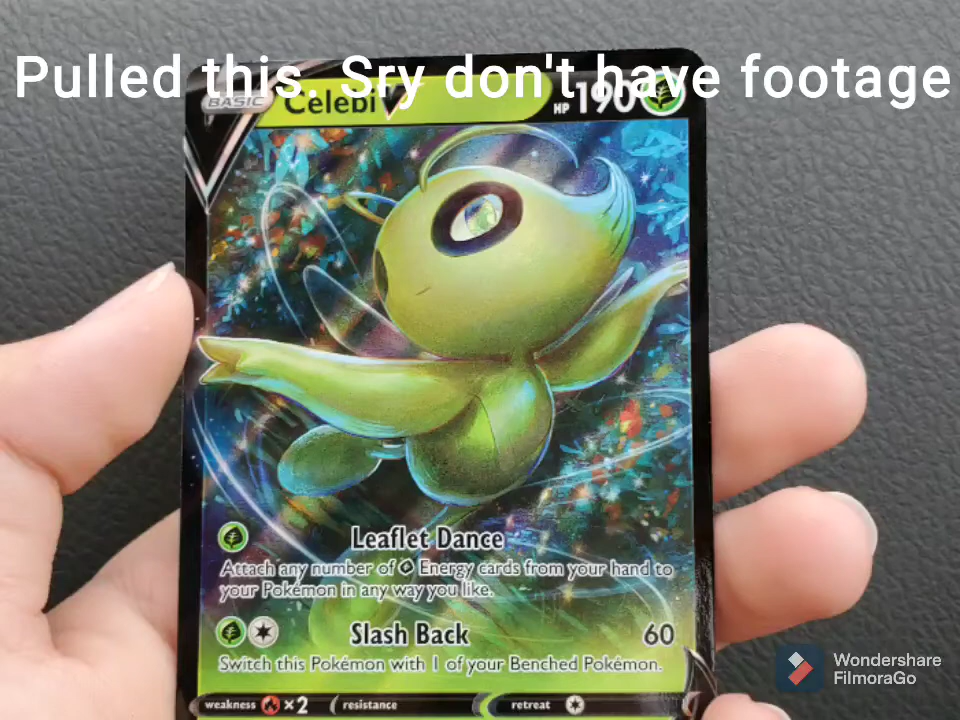 Pulled this. Sry don't have footage
BASIC Celebi V HP 190
Leaflet Dance
Attach any number of Energy cards from your hand to
your Pokémon in any way you like.
Slash Back 60
Switch this Pokémon with 1 of your Benched Pokémon.
weakness ×2 resistance retreat
Wondershare
FilmoraGo